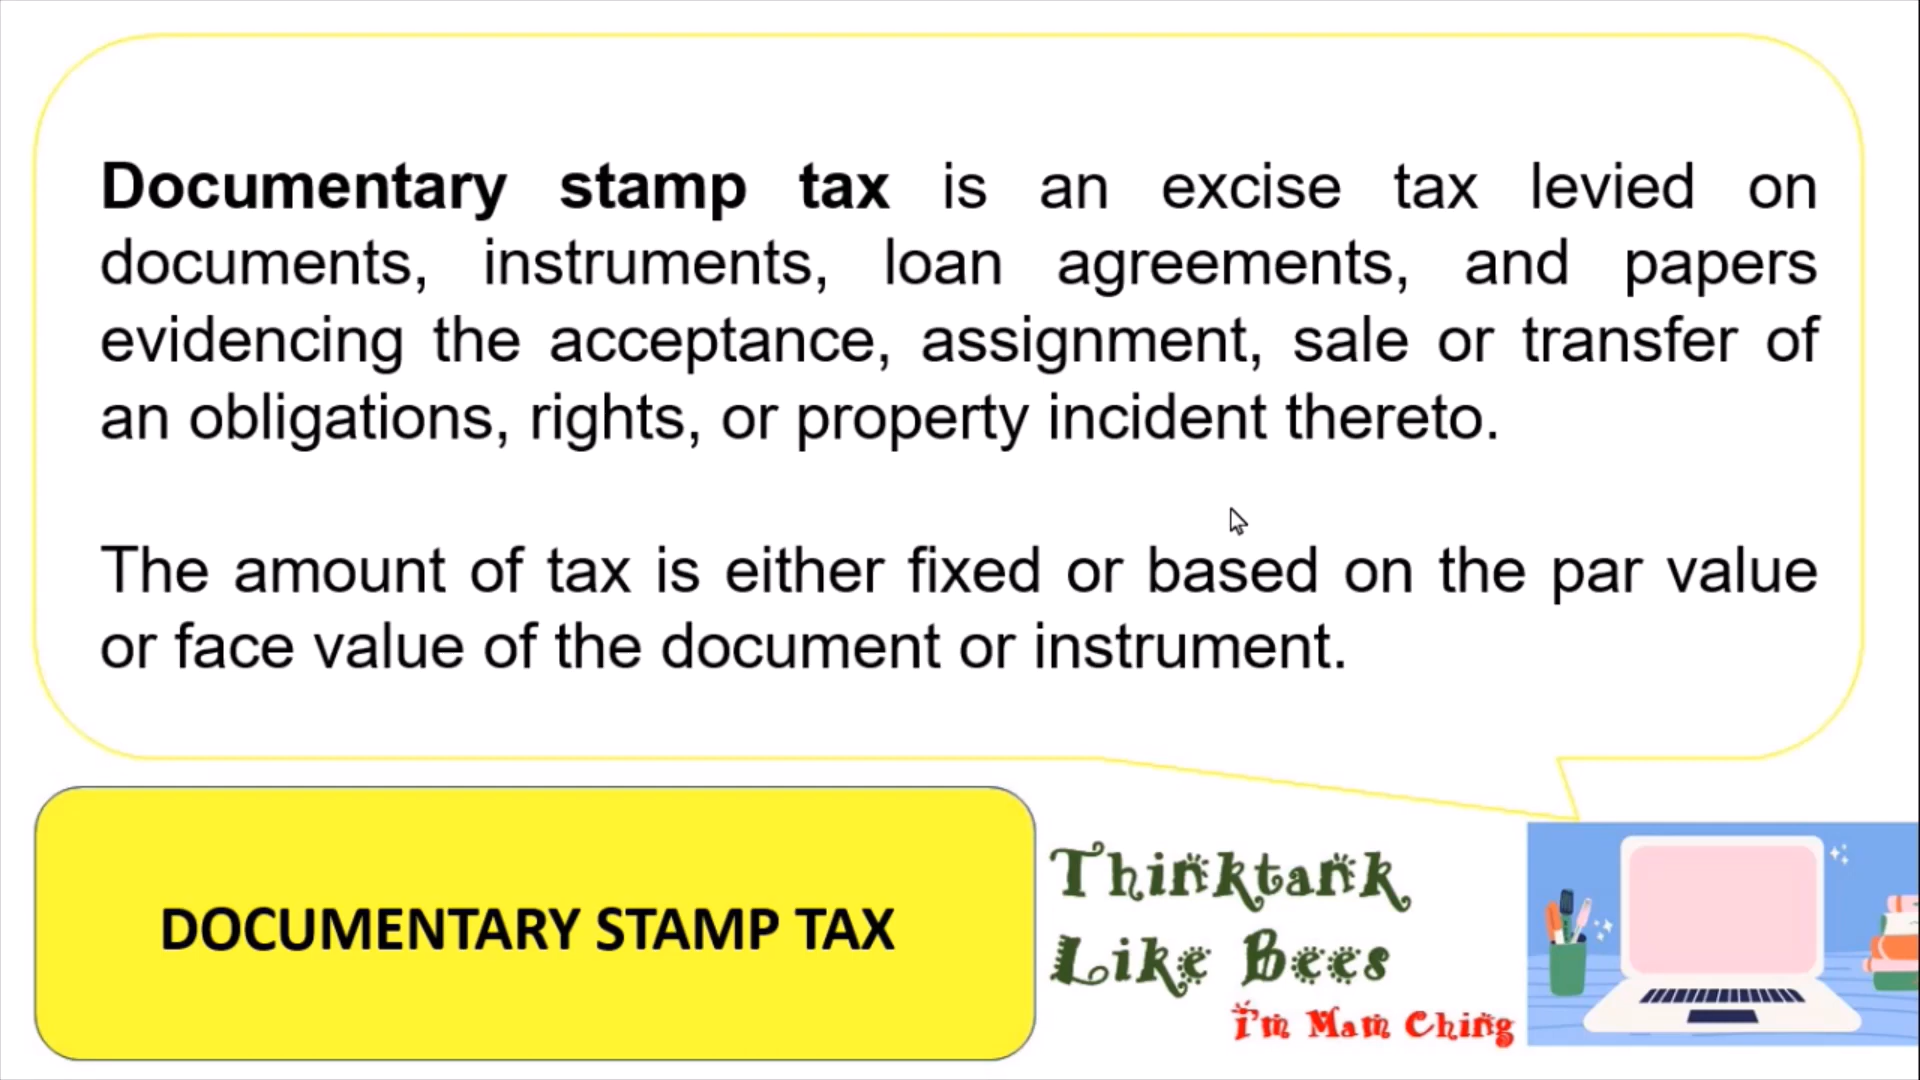 Documentary stamp tax is an excise tax levied on
documents, instruments, loan agreements, and papers
evidencing the acceptance, assignment, sale or transfer of
an obligations, rights, or property incident thereto.
The amount of tax is either fixed or based on the par value
or face value of the document or instrument.
DOCUMENTARY STAMP TAX
Thinktank
Like Bees
i'm Mam Ching